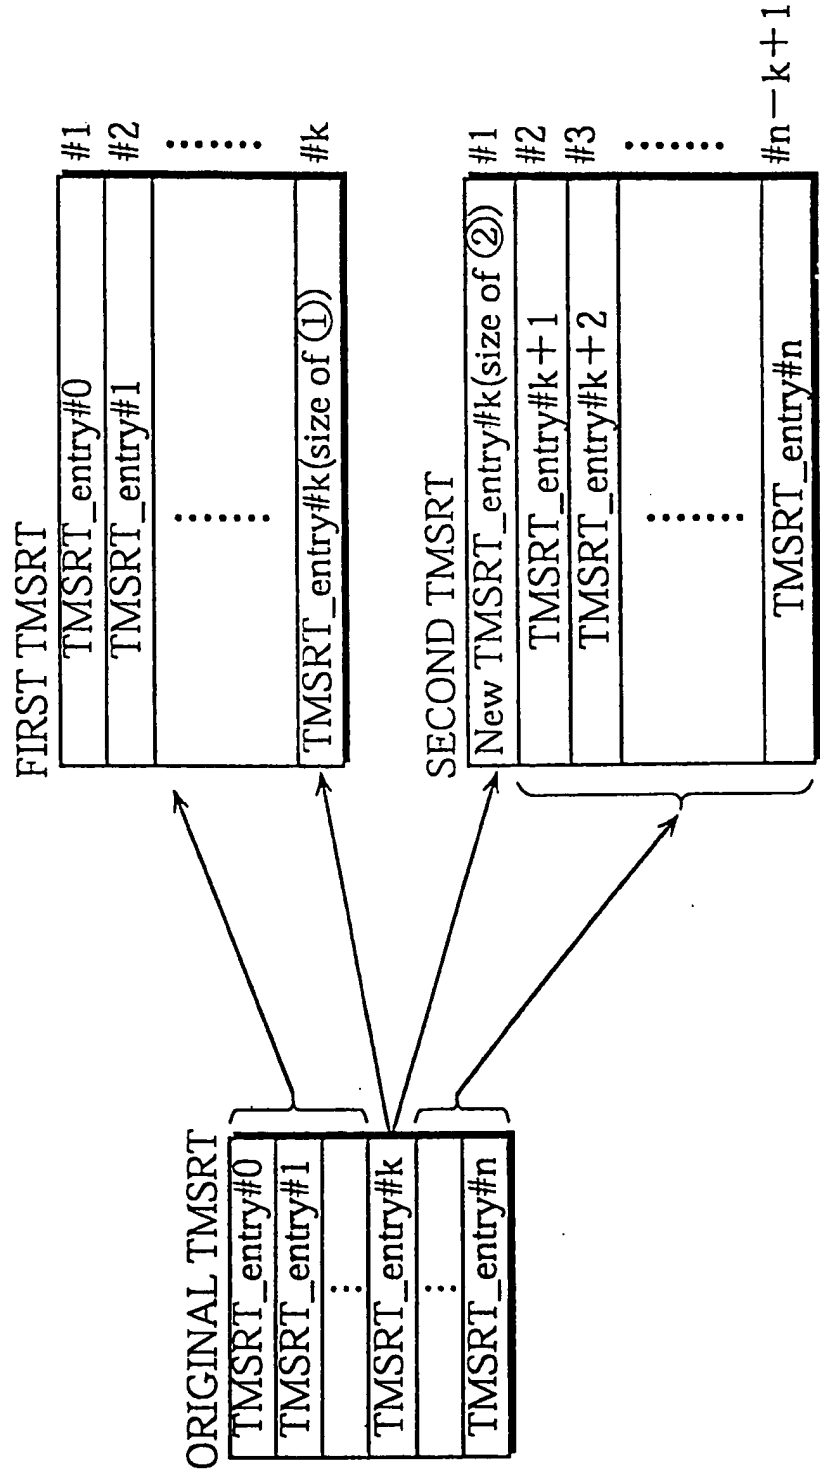 ORIGINAL TMSRT
TMSRT_entry#0
TMSRT_entry#1
.....
TMSRT_entry#k
.....
TMSRT_entry#n
FIRST TMSRT
TMSRT_entry#0 #1
TMSRT_entry#1 #2
........ .......
TMSRT_entry#k(size of ①) #k
SECOND TMSRT
New TMSRT_entry#k(size of ②) #1
TMSRT_entry#k+1 #2
TMSRT_entry#k+2 #3
........ .......
TMSRT_entry#n #n−k+1